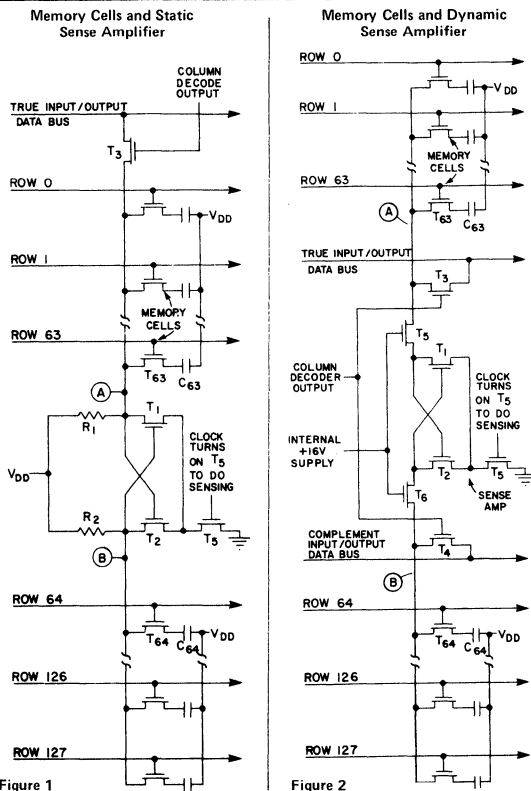 Memory Cells and Static
Sense Amplifier
COLUMN
DECODE
OUTPUT
TRUE INPUT/OUTPUT
DATA BUS
T3
ROW 0
VDD
ROW 1
MEMORY
CELLS
ROW 63
T63
C63
A
R1
T1
CLOCK
TURNS
ON T5
TO DO
SENSING
VDD
R2
T2
T5
B
ROW 64
T64
C64
VDD
ROW 126
ROW 127
Figure 1
Memory Cells and Dynamic
Sense Amplifier
ROW 0
VDD
ROW 1
MEMORY
CELLS
ROW 63
A
T63
C63
TRUE INPUT/OUTPUT
DATA BUS
T3
T5
T1
COLUMN
DECODER
OUTPUT
CLOCK
TURNS
ON T5
TO DO
SENSING
INTERNAL
+16V
SUPPLY
T2
T5
T6
SENSE
AMP
COMPLEMENT
INPUT/OUTPUT
DATA BUS
T4
B
ROW 64
T64
C64
VDD
ROW 126
ROW 127
Figure 2